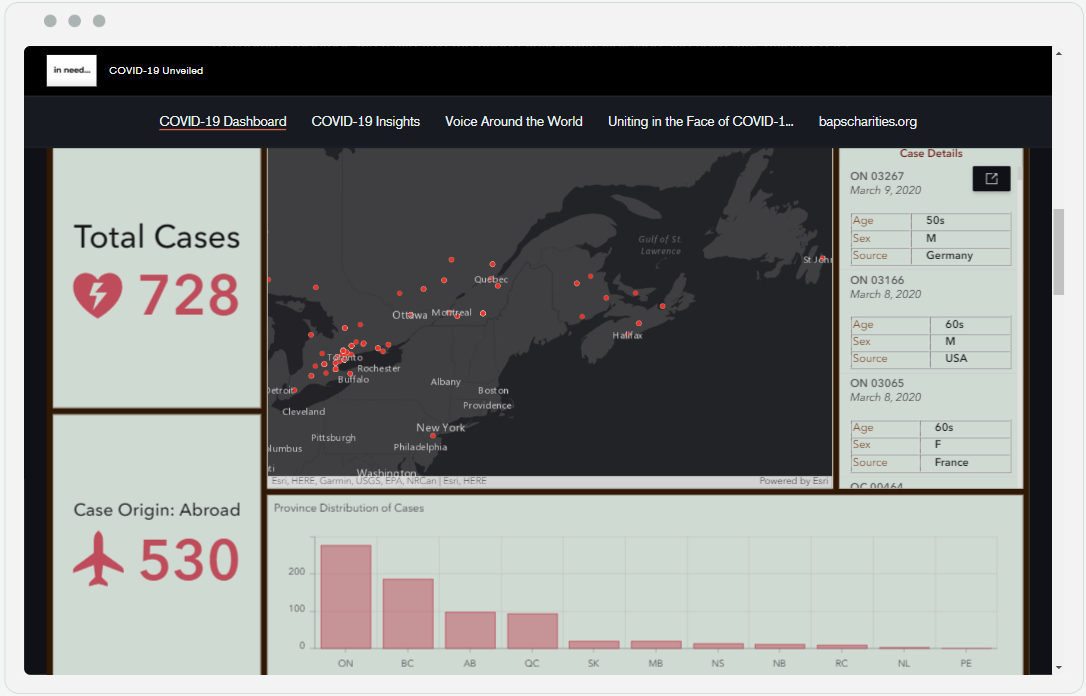 in need...
COVID-19 Unveiled
COVID-19 Dashboard
COVID-19 Insights
Voice Around the World
Uniting in the Face of COVID-1...
bapscharities.org
Total Cases
728
Case Origin: Abroad
530
Gulf of St.
Lawrence
St John
Québec
Ottawa
Montreal
Halifax
Toronto
Rochester
Buffalo
Detroit
Albany
Boston
Cleveland
Providence
New York
Pittsburgh
Philadelphia
lumbus
ti
Washington
Esri, HERE, Garmin, USGS, EPA, NRCan | Esri, HERE
Powered by Esri
Case Details
ON 03267
March 9, 2020
Age 50s
Sex M
Source Germany
ON 03166
March 8, 2020
Age 60s
Sex M
Source USA
ON 03065
March 8, 2020
Age 60s
Sex F
Source France
QC 00464
Province Distribution of Cases
200
100
0
ON BC AB QC SK MB NS NB RC NL PE